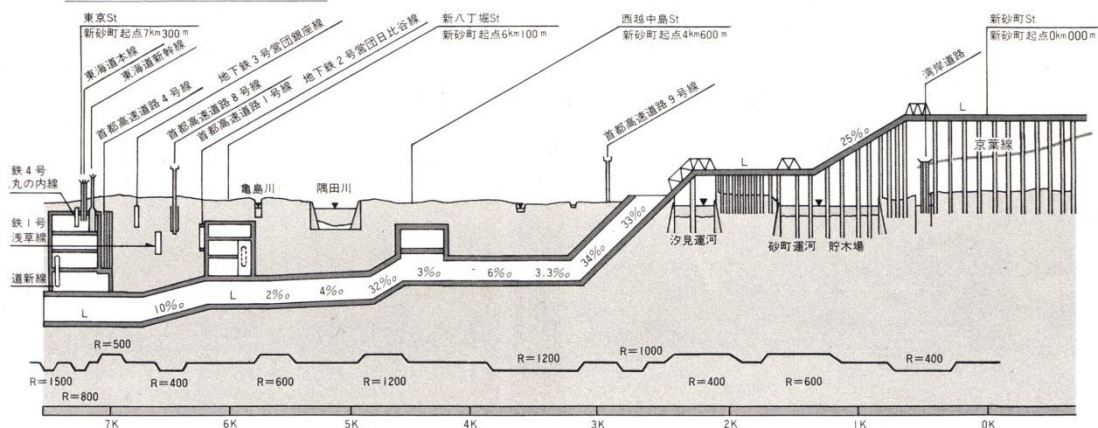 東京St
新砂町起点7km300m
東海道本線
東海道新幹線
首都高速道路4号線
地下鉄3号営団銀座線
首都高速道路8号線
首都高速道路1号線
地下鉄2号営団日比谷線
新八丁堀St
新砂町起点6km100m
西越中島St
新砂町起点4km600m
首都高速道路9号線
新砂町St
新砂町起点0km000m
湾岸道路
鉄4号
丸の内線
鉄1号
浅草線
道新線
亀島川
隅田川
汐見運河
砂町運河
貯木場
京葉線
L
10‰
L
2‰
4‰
32‰
3‰
6‰
3.3‰
34‰
33‰
L
25‰
L
R=1500
R=800
R=500
R=400
R=600
R=1200
R=1200
R=1000
R=400
R=600
R=400
7K
6K
5K
4K
3K
2K
1K
0K